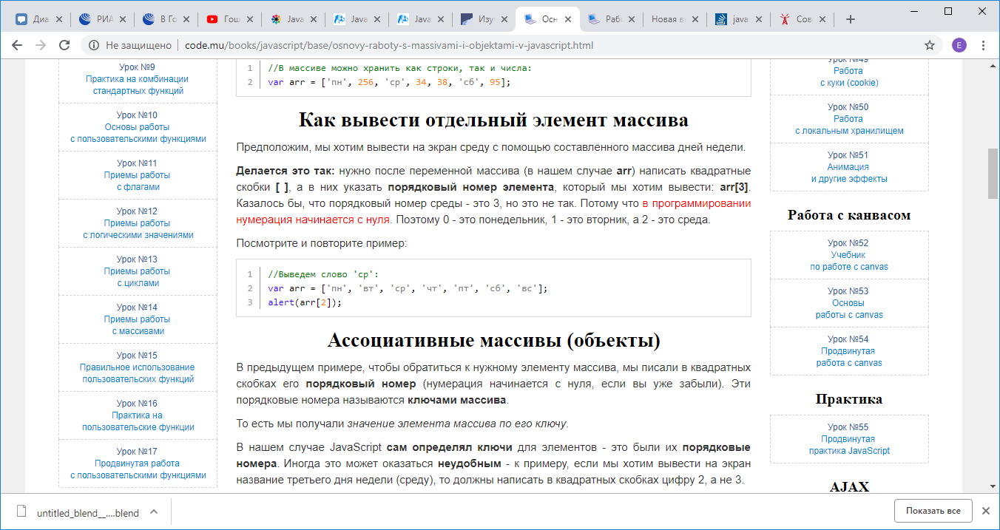 Диа
РИА
В Го
Гош
Java
Java
Java
Изу
Осн
Раб
Новая в
java
Сов
Не защищено
code.mu/books/javascript/base/osnovy-raboty-s-massivami-i-objektami-v-javascript.html
E
Урок №9
Практика на комбинации
стандартных функций
Урок №10
Основы работы
с пользовательскими функциями
Урок №11
Приемы работы
с флагами
Урок №12
Приемы работы
с логическими значениями
Урок №13
Приемы работы
с циклами
Урок №14
Приемы работы
с массивами
Урок №15
Правильное использование
пользовательских функций
Урок №16
Практика на
пользовательские функции
Урок №17
Продвинутая работа
с пользовательскими функциями
1 //В массиве можно хранить как строки, так и числа:
2 var arr = ['пн', 256, 'ср', 34, 38, 'сб', 95];
Как вывести отдельный элемент массива
Предположим, мы хотим вывести на экран среду с помощью составленного массива дней недели.
Делается это так: нужно после переменной массива (в нашем случае arr) написать квадратные
скобки [ ], а в них указать порядковый номер элемента, который мы хотим вывести: arr[3].
Казалось бы, что порядковый номер среды - это 3, но это не так. Потому что в программировании
нумерация начинается с нуля. Поэтому 0 - это понедельник, 1 - это вторник, а 2 - это среда.
Посмотрите и повторите пример:
1 //Выведем слово 'ср':
2 var arr = ['пн', 'вт', 'ср', 'чт', 'пт', 'сб', 'вс'];
3 alert(arr[2]);
Ассоциативные массивы (объекты)
В предыдущем примере, чтобы обратиться к нужному элементу массива, мы писали в квадратных
скобках его порядковый номер (нумерация начинается с нуля, если вы уже забыли). Эти
порядковые номера называются ключами массива.
То есть мы получали значение элемента массива по его ключу.
В нашем случае JavaScript сам определял ключи для элементов - это были их порядковые
номера. Иногда это может оказаться неудобным - к примеру, если мы хотим вывести на экран
название третьего дня недели (среду), то должны написать в квадратных скобках цифру 2, а не 3.
Урок №49
Работа
с куки (cookie)
Урок №50
Работа
с локальным хранилищем
Урок №51
Анимация
и другие эффекты
Работа с канвасом
Урок №52
Учебник
по работе с canvas
Урок №53
Основы
работы с canvas
Урок №54
Продвинутая
работа с canvas
Практика
Урок №55
Продвинутая
практика JavaScript
AJAX
untitled_blend__....blend
Показать все